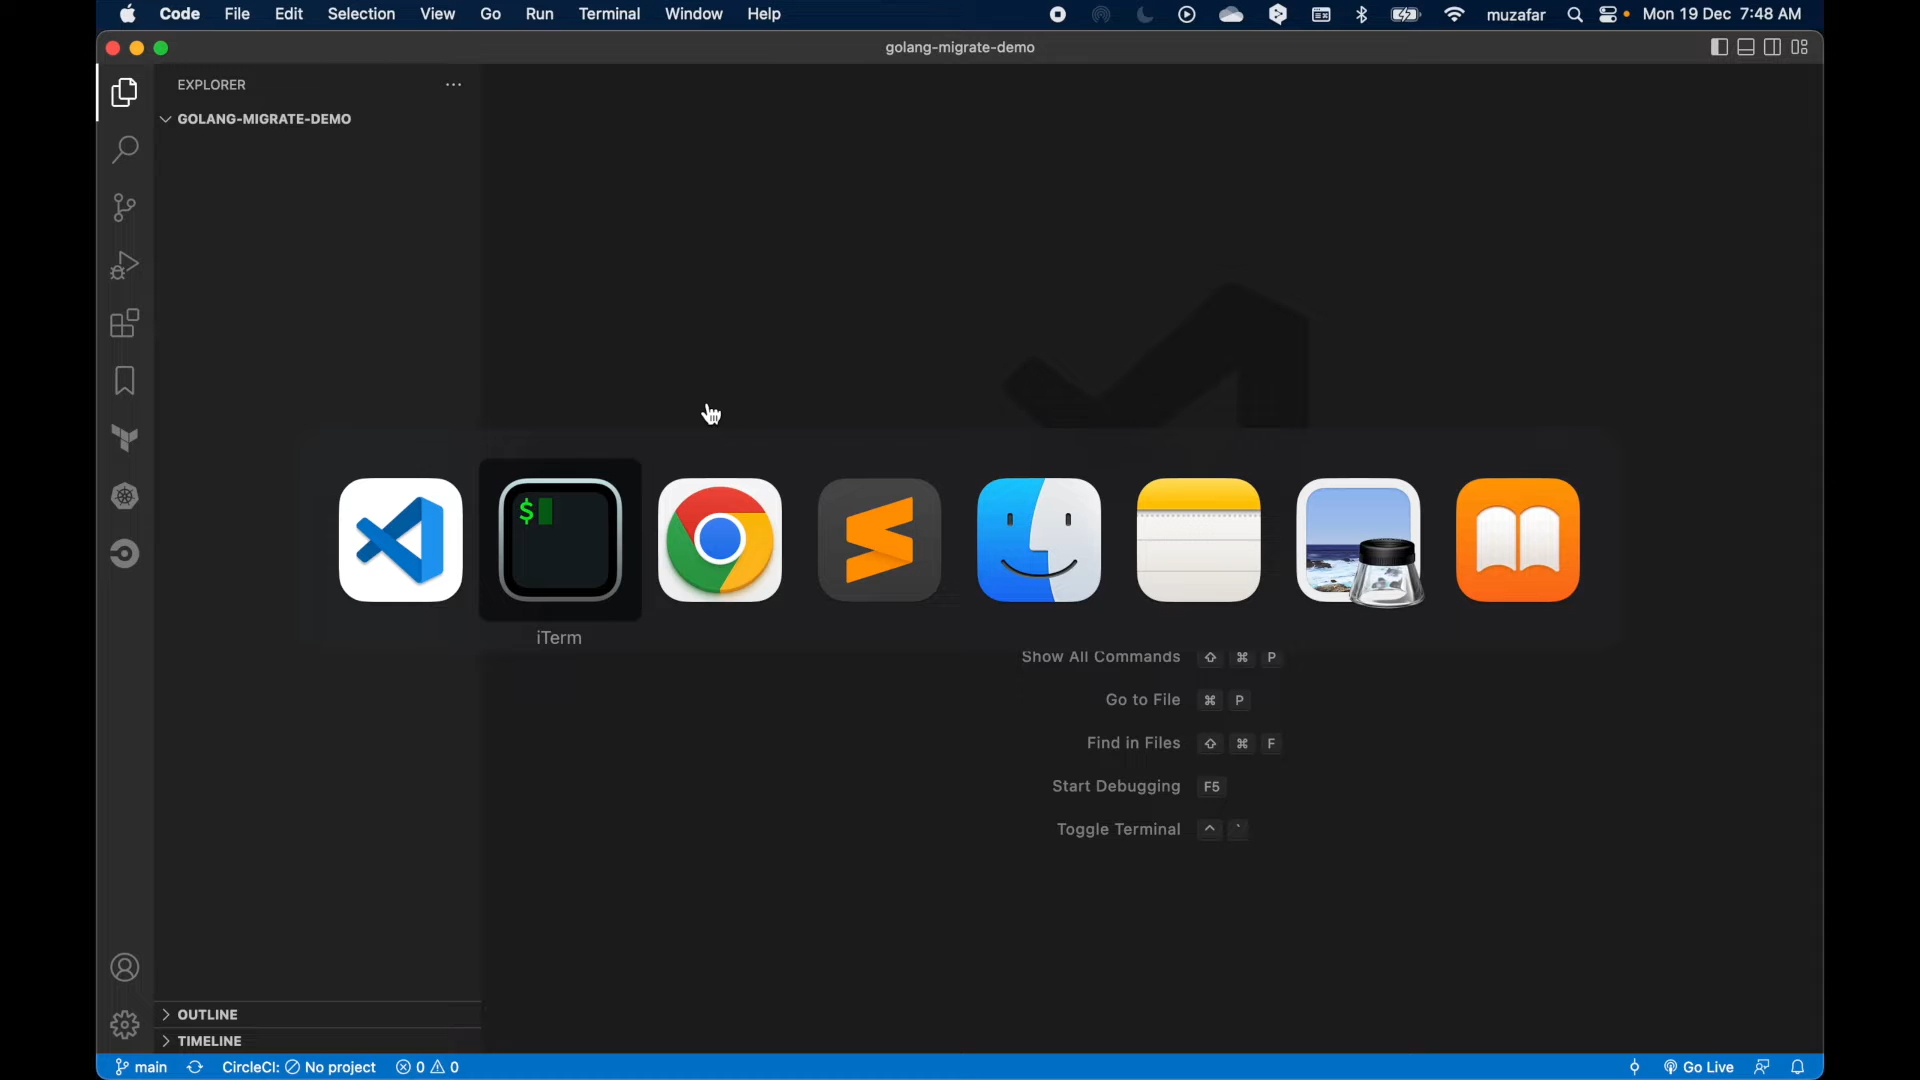 Code File Edit Selection View Go Run Terminal Window Help muzafar Mon 19 Dec 7:48 AM
golang-migrate-demo
EXPLORER
GOLANG-MIGRATE-DEMO
$
iTerm
Show All Commands ⇧ ⌘ P
Go to File ⌘ P
Find in Files ⇧ ⌘ F
Start Debugging F5
Toggle Terminal ^ `
OUTLINE
TIMELINE
main CircleCI: No project 0 0 Go Live